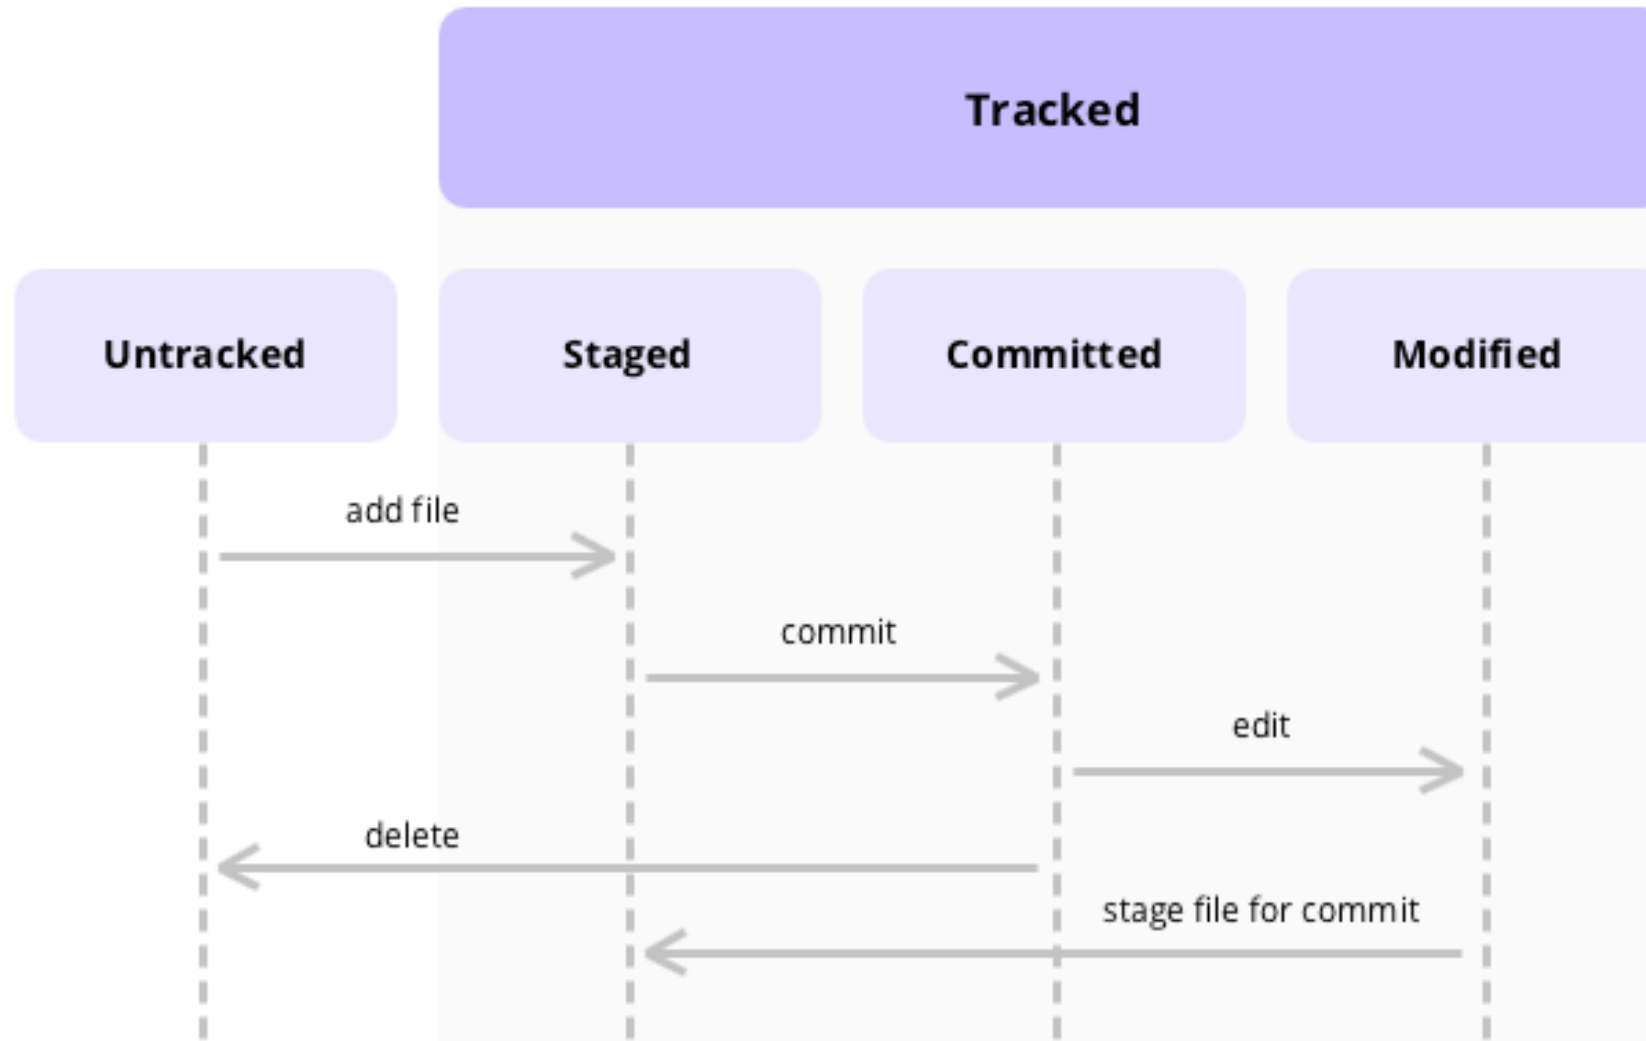 Tracked
Untracked
Staged
Committed
Modified
add file
commit
edit
delete
stage file for commit